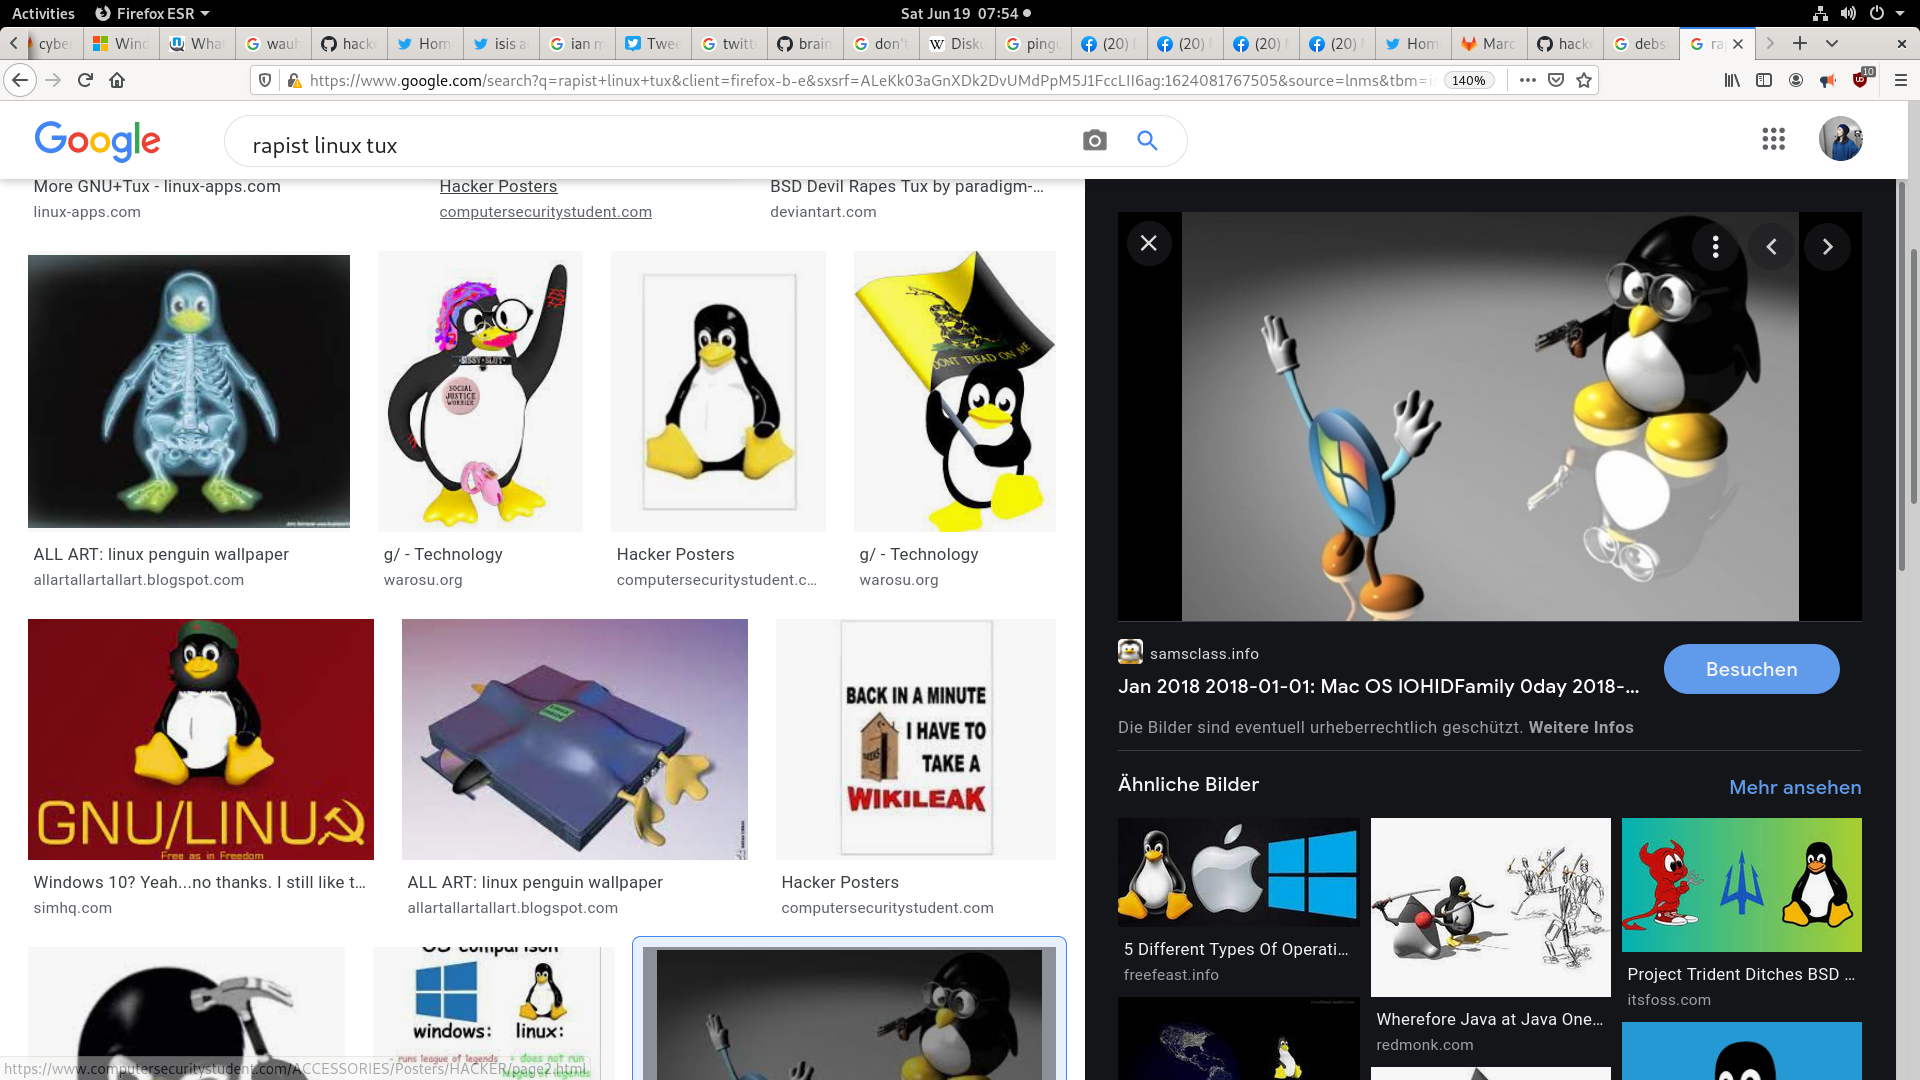 Activities
Firefox ESR
Sat Jun 19 07:54
cyber
Wind
What
wauh
hack
Hom
isis a
ian m
Twee
twitt
brain
don't
Disku
ping
(20)
(20)
(20)
(20)
Hom
Marc
hack
debs
ra
https://www.google.com/search?q=rapist+linux+tux&client=firefox-b-e&sxsrf=ALeKk03aGnXDk2DvUMdPpM5J1FccLII6ag:1624081767505&source=lnms&tbm=is
140%
10
Google
rapist linux tux
More GNU+Tux - linux-apps.com
linux-apps.com
Hacker Posters
computersecuritystudent.com
BSD Devil Rapes Tux by paradigm-...
deviantart.com
SOCIAL
JUSTICE
WORRIER
DONT TREAD ON ME
ALL ART: linux penguin wallpaper
allartallartallart.blogspot.com
g/ - Technology
warosu.org
Hacker Posters
computersecuritystudent.c...
g/ - Technology
warosu.org
GNU/LINUX
Free as in Freedom
BACK IN A MINUTE
I HAVE TO
TAKE A
WIKILEAK
Windows 10? Yeah...no thanks. I still like t...
simhq.com
ALL ART: linux penguin wallpaper
allartallartallart.blogspot.com
Hacker Posters
computersecuritystudent.com
OS comparison
windows: linux:
- runs league of legends
+ does not run
league of legends
https://www.computersecuritystudent.com/ACCESSORIES/Posters/HACKER/page2.html
samsclass.info
Jan 2018 2018-01-01: Mac OS IOHIDFamily 0day 2018-...
Besuchen
Die Bilder sind eventuell urheberrechtlich geschützt. Weitere Infos
Ähnliche Bilder
Mehr ansehen
5 Different Types Of Operati...
freefeast.info
Wherefore Java at Java One...
redmonk.com
Project Trident Ditches BSD ...
itsfoss.com